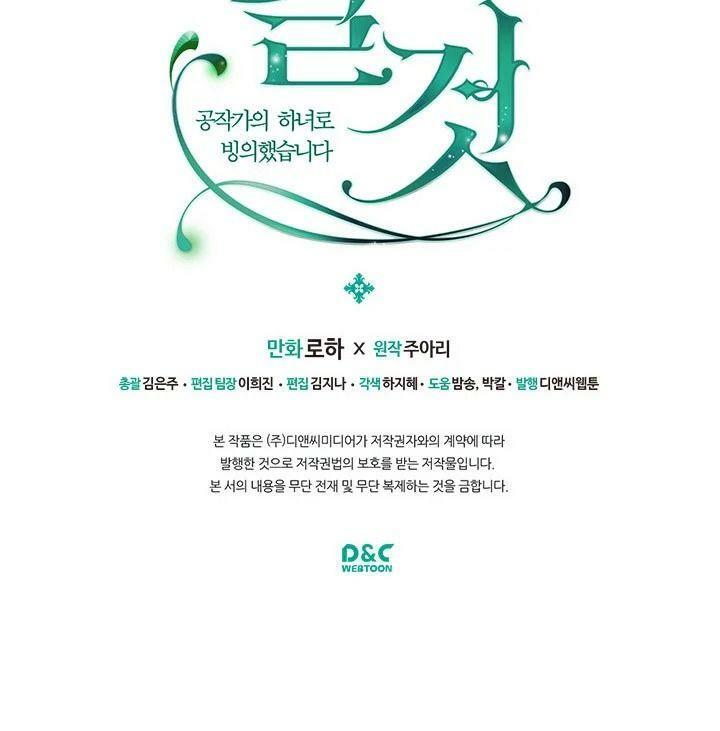 것
공작가의 하녀로
빙의했습니다
만화 로하 X 원작 주아리
총괄 김은주 • 편집 팀장 이희진 • 편집 김지나 • 각색 하지혜 • 도움 밤송, 박칼 • 발행 디앤씨웹툰
본 작품은 (주)디앤씨미디어가 저작권자와의 계약에 따라
발행한 것으로 저작권법의 보호를 받는 저작물입니다.
본 서의 내용을 무단 전재 및 무단 복제하는 것을 금합니다.
D&C
WEBTOON